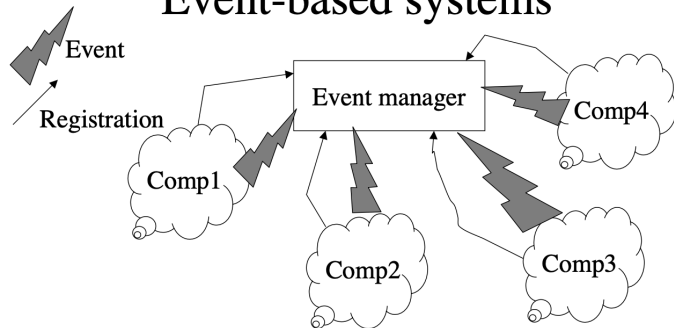 Event-based systems
Event
Registration
Event manager
Comp4
Comp1
Comp2
Comp3